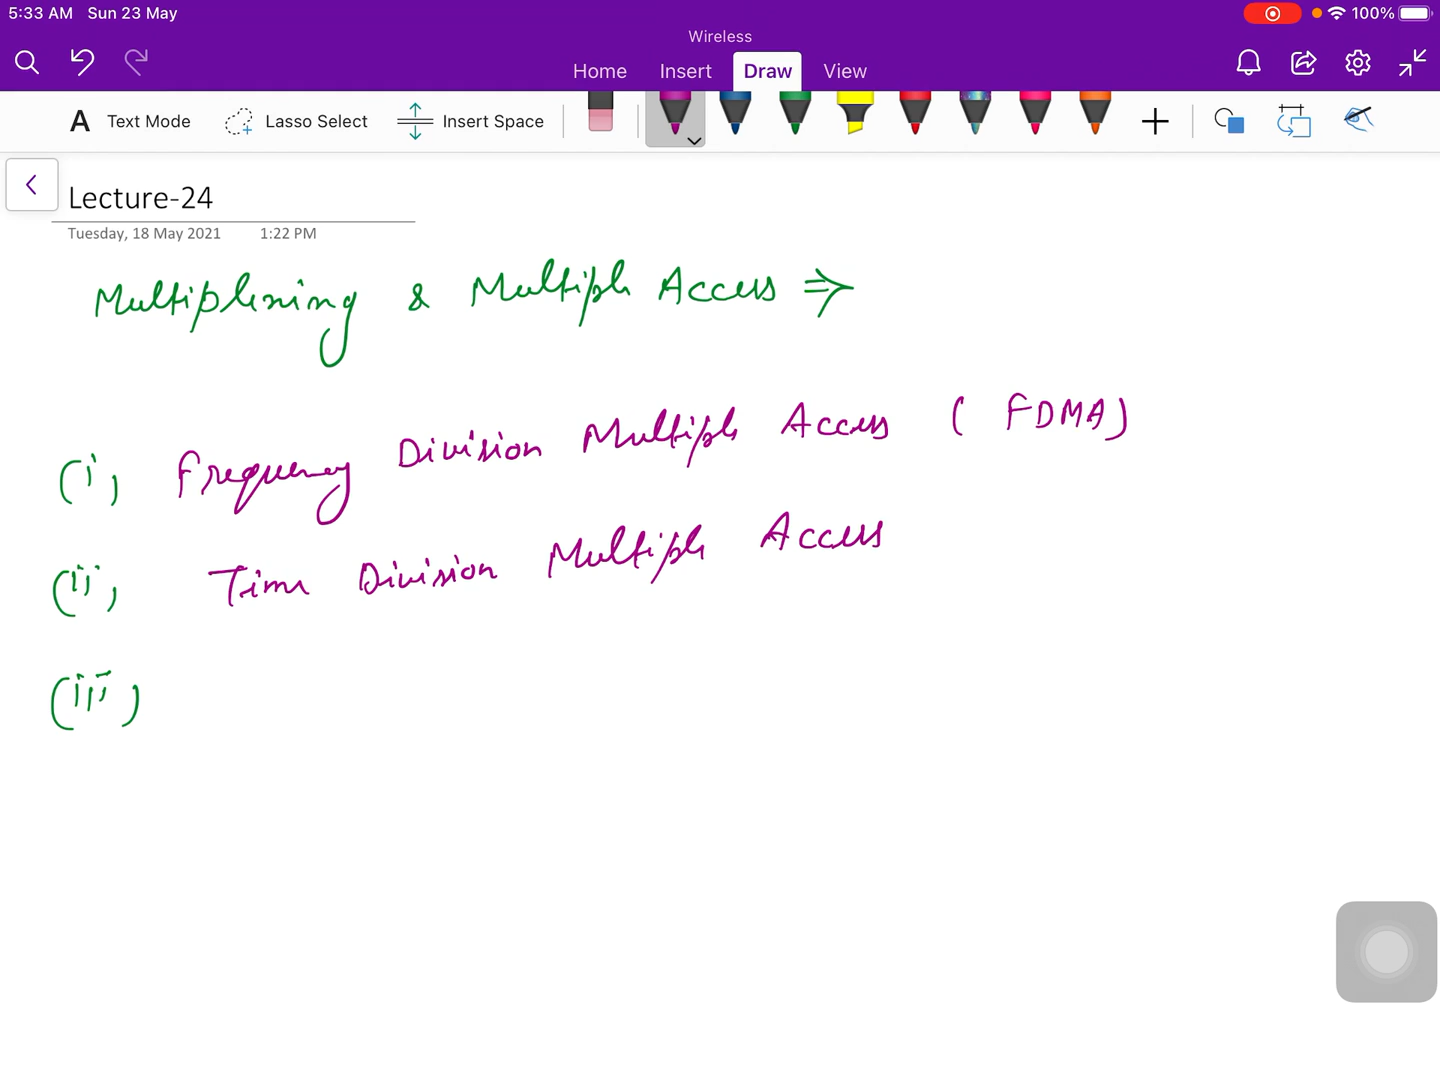 5:33 AM Sun 23 May 100%
Wireless
Home Insert Draw View
A Text Mode Lasso Select Insert Space
Lecture-24
Tuesday, 18 May 2021 1:22 PM
Multiplexing & Multiple Access ⇒
(i) Frequency Division Multiple Access ( FDMA)
(ii) Time Division Multiple Access
(iii)